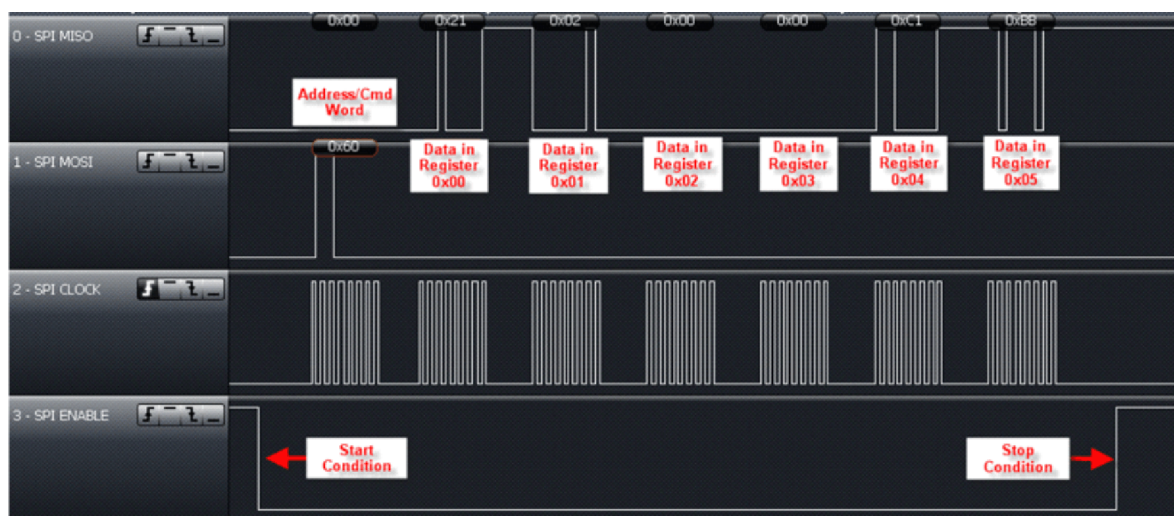 0x00
0x21
0x02
0x00
0x00
0xC1
0xBB
0 - SPI MISO
Address/Cmd
Word
1 - SPI MOSI
0x60
Data in
Register
0x00
Data in
Register
0x01
Data in
Register
0x02
Data in
Register
0x03
Data in
Register
0x04
Data in
Register
0x05
2 - SPI CLOCK
3 - SPI ENABLE
Start
Condition
Stop
Condition